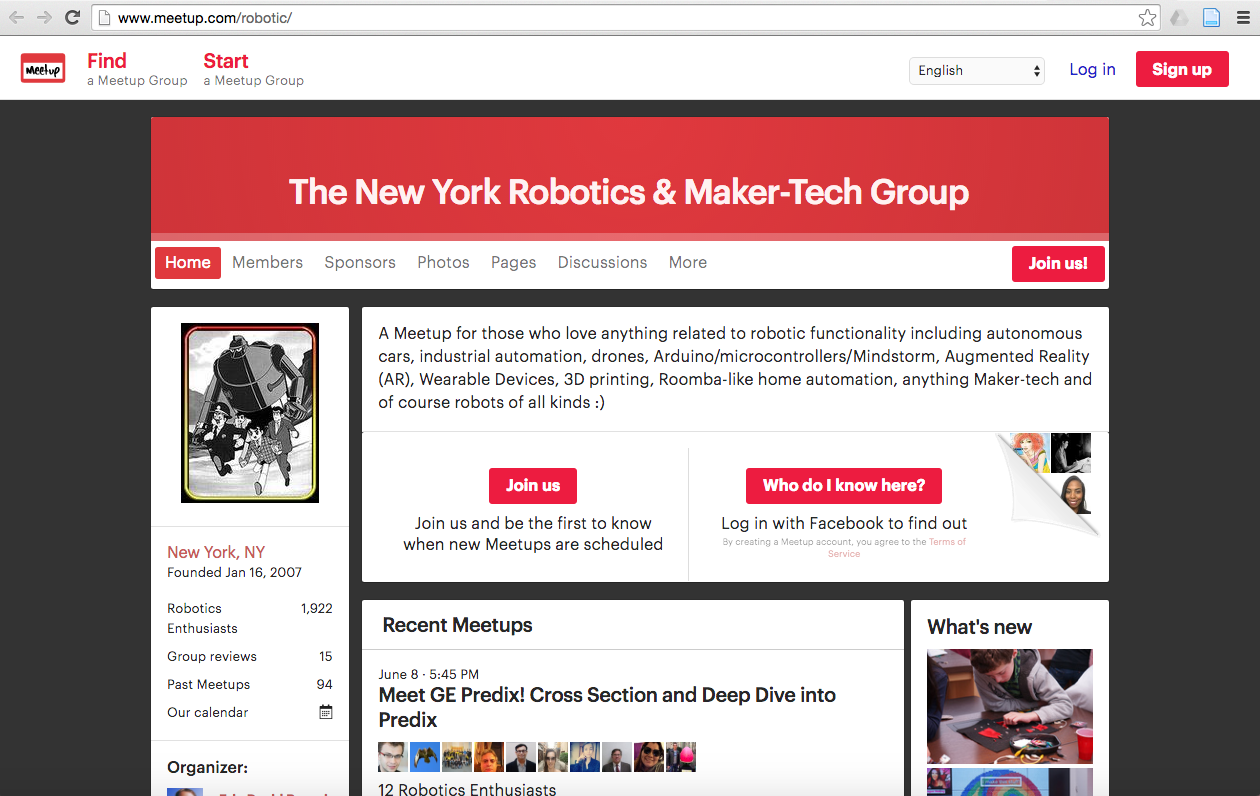 www.meetup.com/robotic/
Meetup
Find
a Meetup Group
Start
a Meetup Group
English
Log in
Sign up
The New York Robotics & Maker-Tech Group
Home
Members
Sponsors
Photos
Pages
Discussions
More
Join us!
New York, NY
Founded Jan 16, 2007
Robotics
Enthusiasts
1,922
Group reviews
15
Past Meetups
94
Our calendar
Organizer:
A Meetup for those who love anything related to robotic functionality including autonomous
cars, industrial automation, drones, Arduino/microcontrollers/Mindstorm, Augmented Reality
(AR), Wearable Devices, 3D printing, Roomba-like home automation, anything Maker-tech and
of course robots of all kinds :)
Join us
Join us and be the first to know
when new Meetups are scheduled
Who do I know here?
Log in with Facebook to find out
By creating a Meetup account, you agree to the Terms of
Service
Recent Meetups
June 8 · 5:45 PM
Meet GE Predix! Cross Section and Deep Dive into
Predix
12 Robotics Enthusiasts
What's new